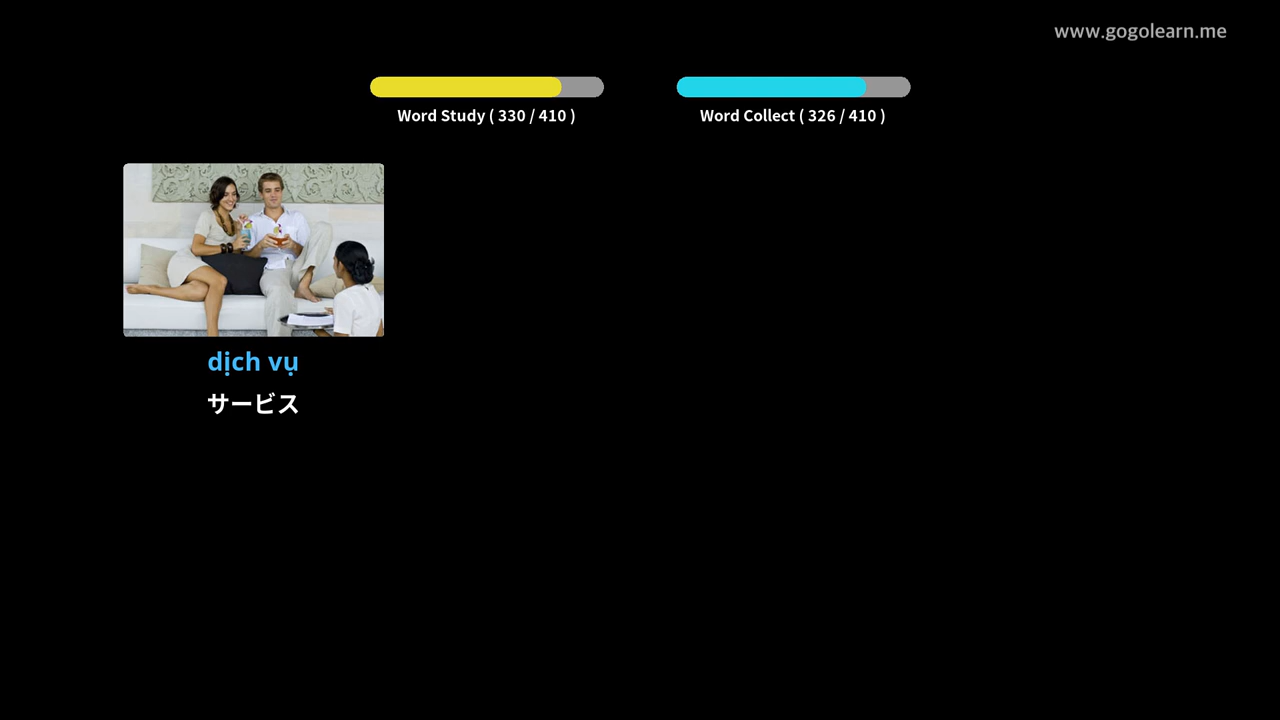 www.gogolearn.me
Word Study ( 330 / 410 )
Word Collect ( 326 / 410 )
dịch vụ
サービス